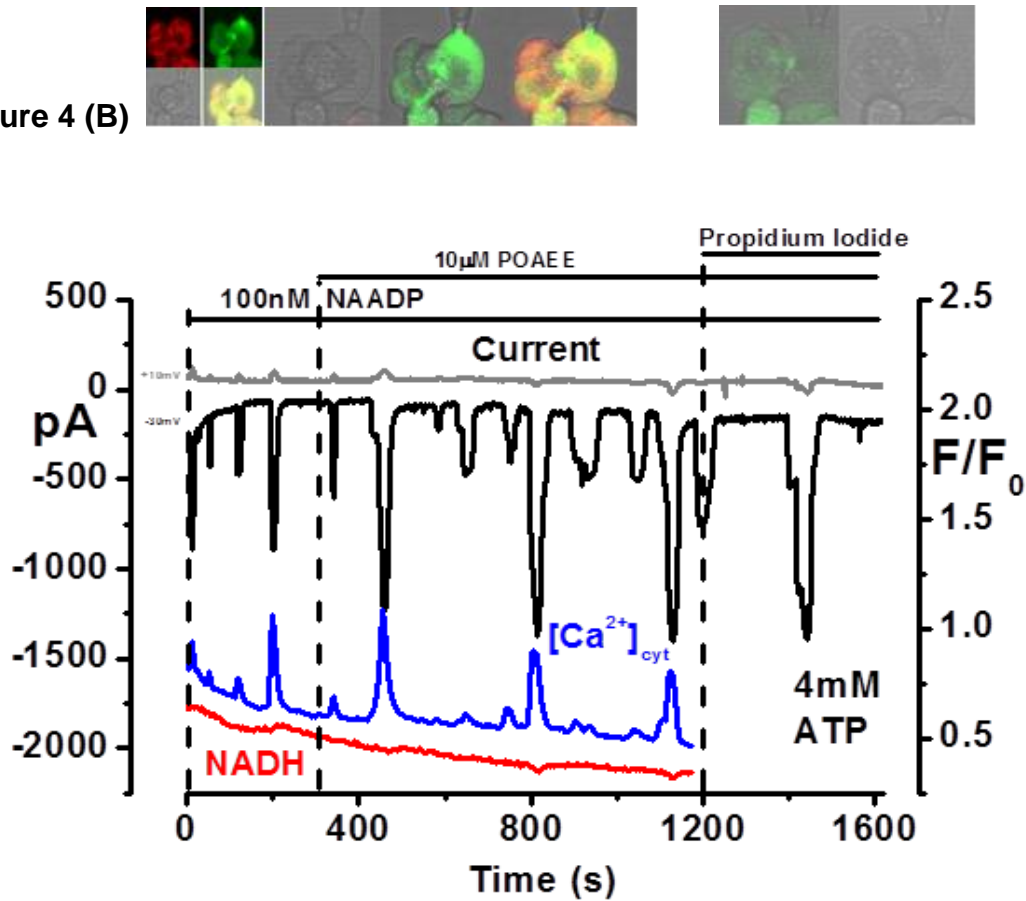 ure 4 (B)
Propidium Iodide
10µM POAEE
100nM NAADP
Current
+10mV
-30mV
pA
500
0
-500
-1000
-1500
-2000
2.5
2.0
1.5
1.0
0.5
F/F0
[Ca2+]cyt
4mM
ATP
NADH
0 400 800 1200 1600
Time (s)